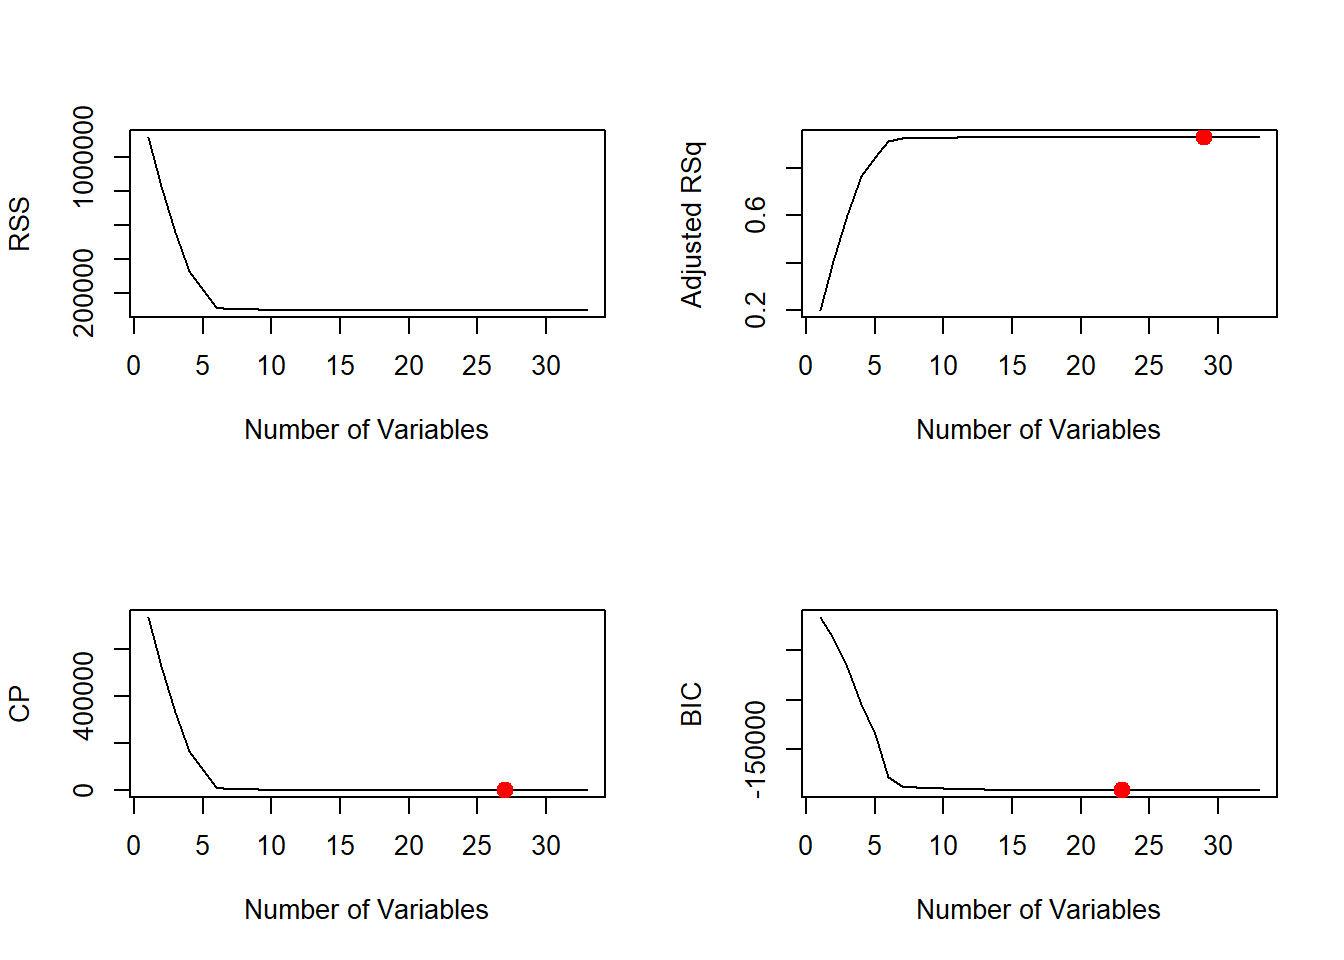 RSS
200000 1000000
0 5 10 15 20 25 30
Number of Variables
Adjusted RSq
0.2 0.6
0 5 10 15 20 25 30
Number of Variables
CP
0 400000
0 5 10 15 20 25 30
Number of Variables
BIC
-150000
0 5 10 15 20 25 30
Number of Variables